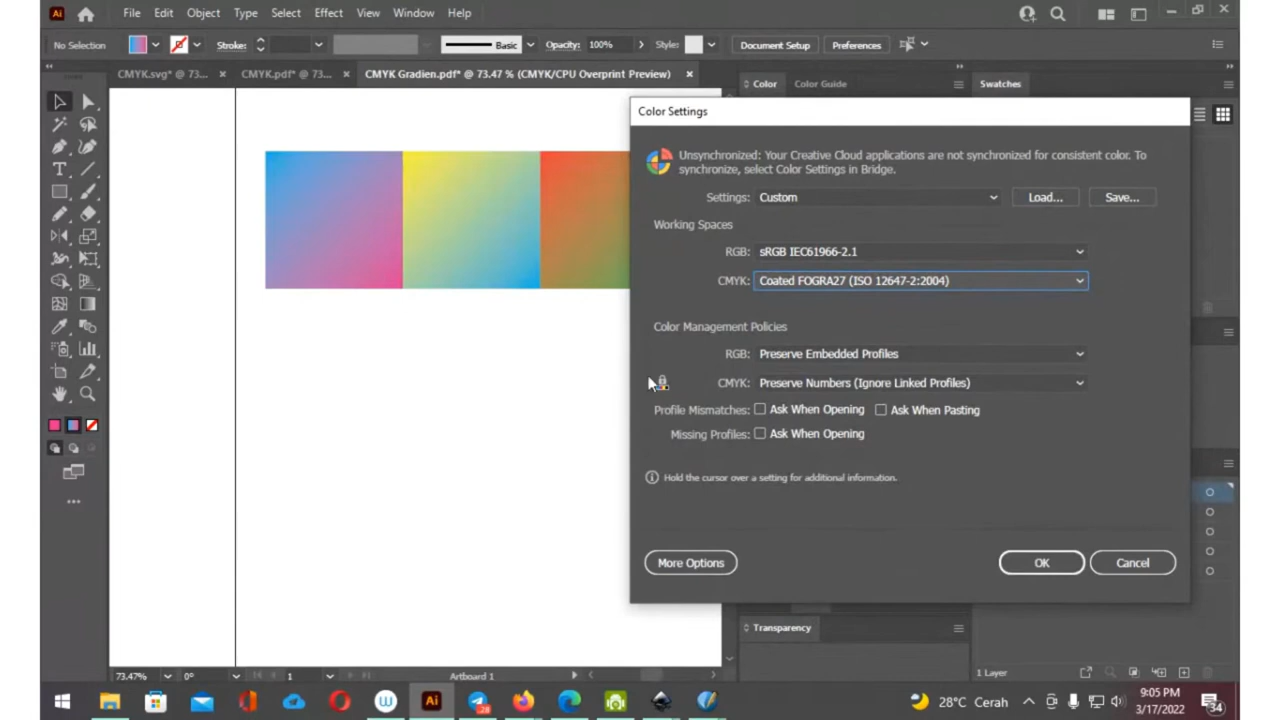 Ai File Edit Object Type Select Effect View Window Help
No Selection Stroke: Basic Opacity: 100% Style: Document Setup Preferences
CMYK.svg* @ 73... CMYK.pdf* @ 73... CMYK Gradien.pdf* @ 73.47 % (CMYK/CPU Overprint Preview)
Color Color Guide Swatches
Color Settings
Unsynchronized: Your Creative Cloud applications are not synchronized for consistent color. To
synchronize, select Color Settings in Bridge.
Settings: Custom Load... Save...
Working Spaces
RGB: sRGB IEC61966-2.1
CMYK: Coated FOGRA27 (ISO 12647-2:2004)
Color Management Policies
RGB: Preserve Embedded Profiles
CMYK: Preserve Numbers (Ignore Linked Profiles)
Profile Mismatches: Ask When Opening Ask When Pasting
Missing Profiles: Ask When Opening
Hold the cursor over a setting for additional information.
More Options OK Cancel
Transparency
73.47% 0° 1 Artboard 1 1 Layer
28 Ai 28°C Cerah 9:05 PM
3/17/2022 34